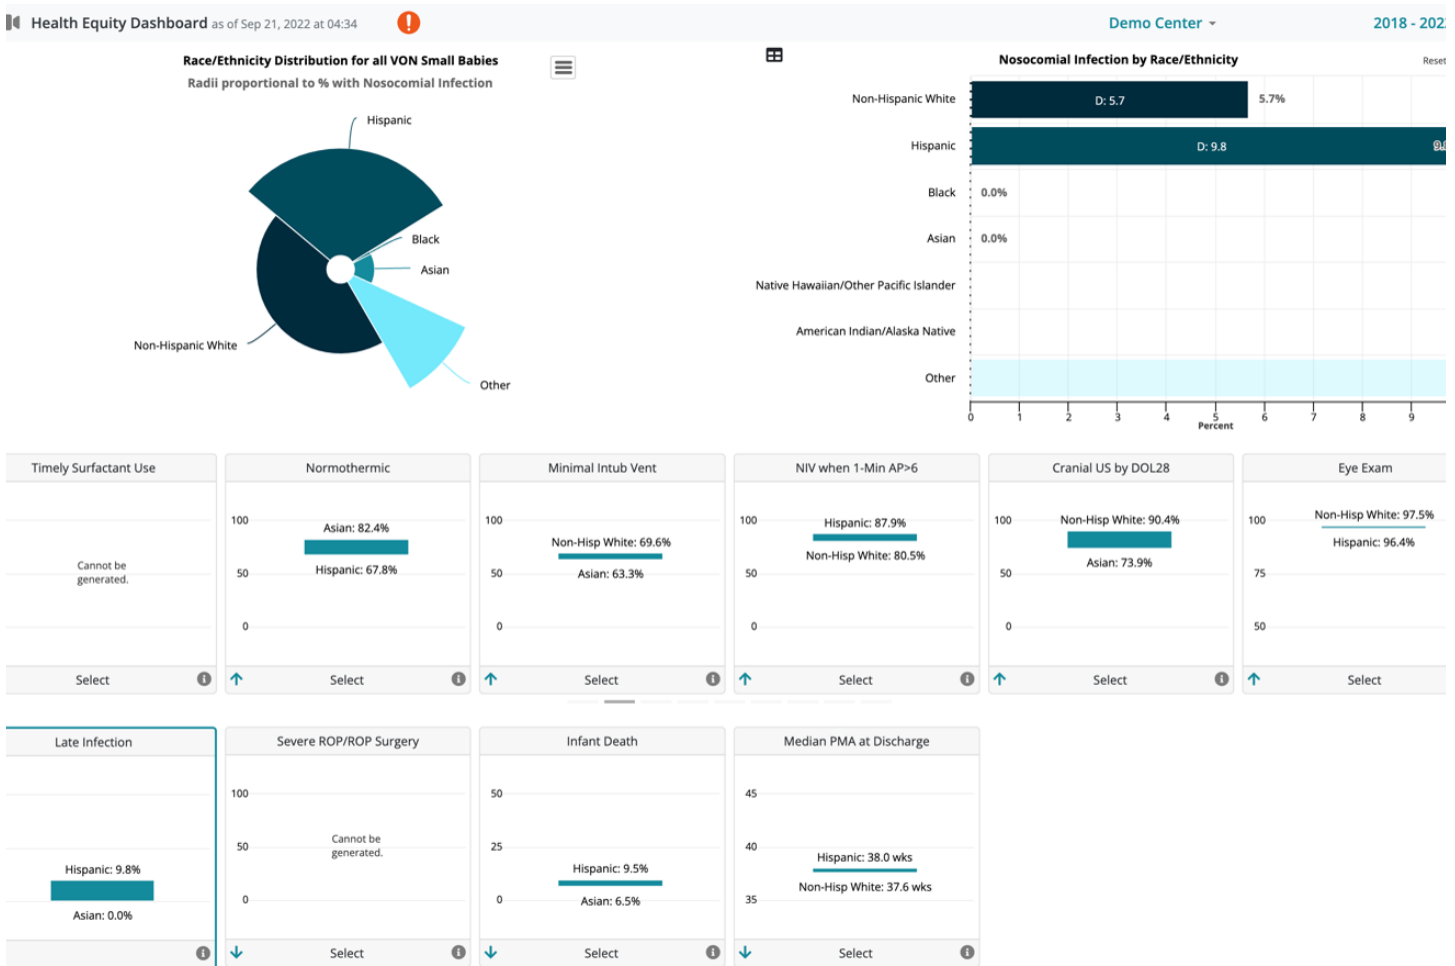 Health Equity Dashboard as of Sep 21, 2022 at 04:34
Demo Center
2018 - 202
Race/Ethnicity Distribution for all VON Small Babies
Radii proportional to % with Nosocomial Infection
Hispanic
Black
Asian
Non-Hispanic White
Other
Nosocomial Infection by Race/Ethnicity
Reset
Non-Hispanic White
D: 5.7
5.7%
Hispanic
D: 9.8
Black
0.0%
Asian
0.0%
Native Hawaiian/Other Pacific Islander
American Indian/Alaska Native
Other
0 1 2 3 4 5 6 7 8 9
Percent
Timely Surfactant Use
Cannot be
generated.
Select
Normothermic
100
Asian: 82.4%
50
Hispanic: 67.8%
0
Select
Minimal Intub Vent
100
Non-Hisp White: 69.6%
50
Asian: 63.3%
0
Select
NIV when 1-Min AP>6
100
Hispanic: 87.9%
Non-Hisp White: 80.5%
50
0
Select
Cranial US by DOL28
100
Non-Hisp White: 90.4%
Asian: 73.9%
50
0
Select
Eye Exam
Non-Hisp White: 97.5%
100
Hispanic: 96.4%
75
50
Select
Late Infection
Hispanic: 9.8%
Asian: 0.0%
Severe ROP/ROP Surgery
100
Cannot be
generated.
50
0
Select
Infant Death
50
25
Hispanic: 9.5%
0
Asian: 6.5%
Select
Median PMA at Discharge
45
40
Hispanic: 38.0 wks
Non-Hisp White: 37.6 wks
35
Select